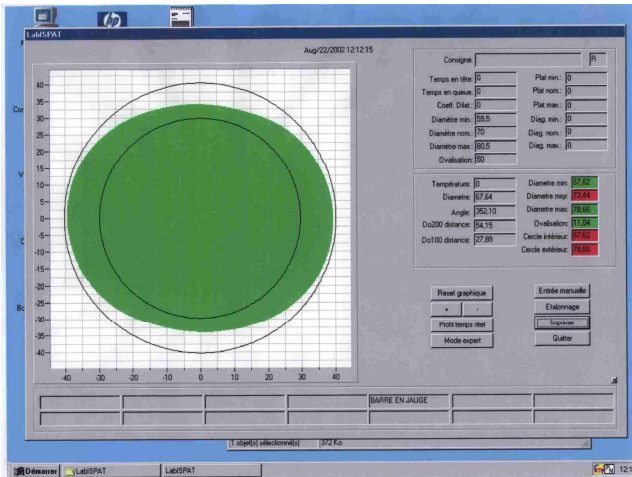 LabISPAT
Aug/22/2002 12:12:15
Consigne: R
Temps en tête: 0 Plat min.: 0
Temps en queue: 0 Plat nom.: 0
Coeff. Dilat.: 0 Plat max.: 0
Diamètre min.: 59,5 Diag. min.: 0
Diamètre nom.: 70 Diag. nom.: 0
Diamètre max.: 80,5 Diag. max.: 0
Ovalisation: 50
Température: 0 Diametre min: 67,62
Diametre: 67,64 Diametre moy: 73,44
Angle: 352,10 Diametre max: 78,66
Do200 distance: 54,15 Ovalisation: 11,04
Do100 distance: 27,89 Cercle intérieur: 67,62
Cercle extérieur: 78,66
40
35
30
25
20
15
10
5
0
-5
-10
-15
-20
-25
-30
-35
-40
-40 -30 -20 -10 0 10 20 30 40
Reset graphique Entrée manuelle
+ - Etalonnage
Profil temps réel Imprimer
Mode expert Quitter
BARRE EN JAUGE
1 objet(s) sélectionné(s) 372 Ko
Démarrer LabISPAT LabISPAT